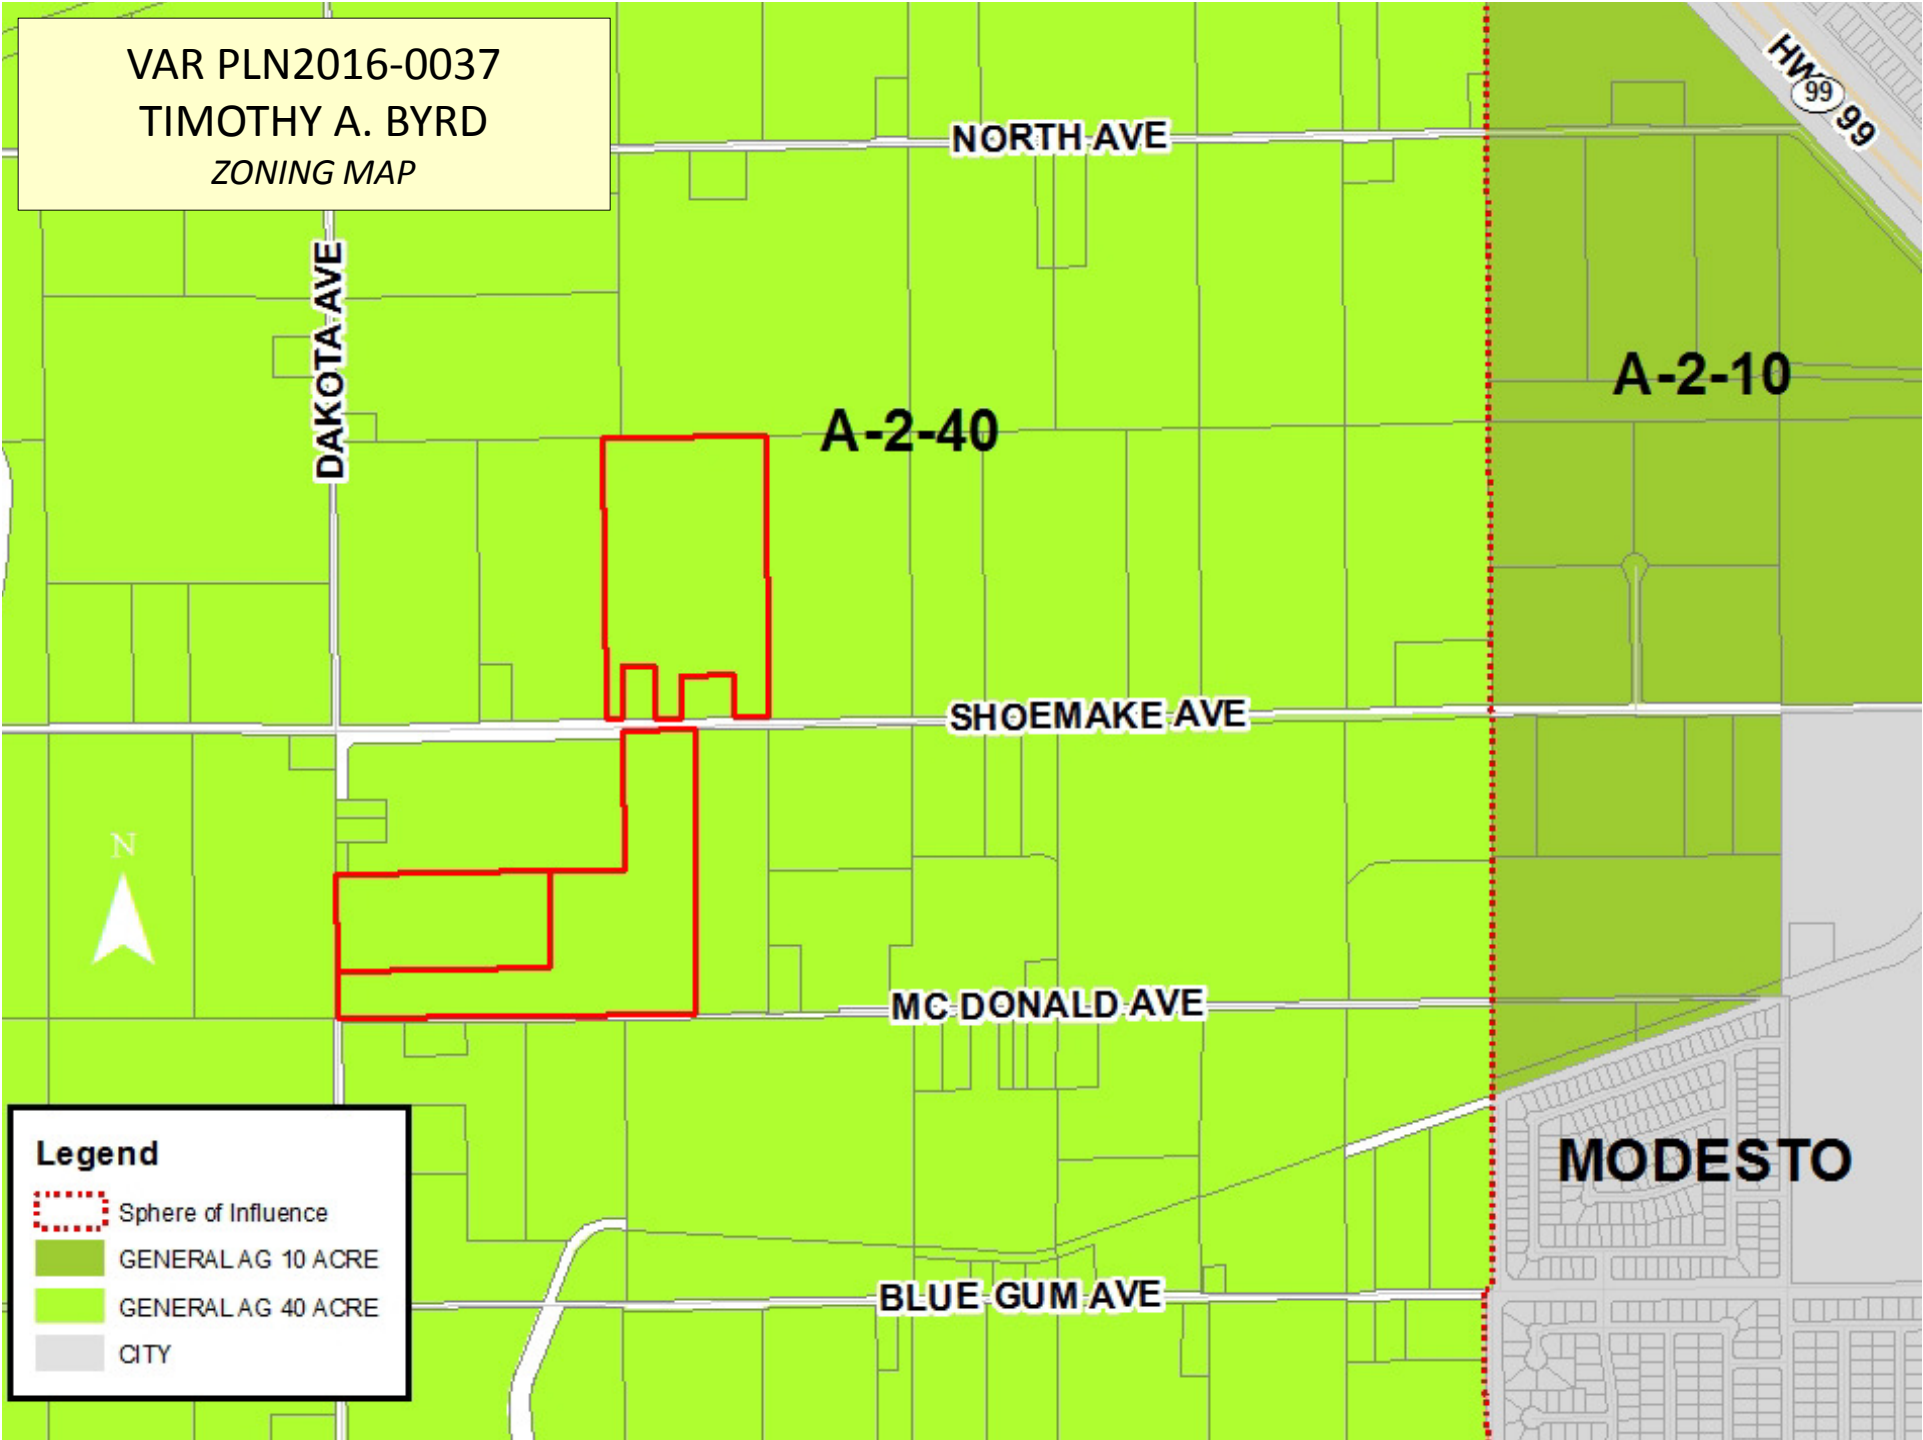 VAR PLN2016-0037
TIMOTHY A. BYRD
ZONING MAP
HWY 99
99
NORTH AVE
DAKOTA AVE
A-2-40
A-2-10
SHOEMAKE AVE
N
MC DONALD AVE
MODESTO
BLUE GUM AVE
Legend
Sphere of Influence
GENERAL AG 10 ACRE
GENERAL AG 40 ACRE
CITY